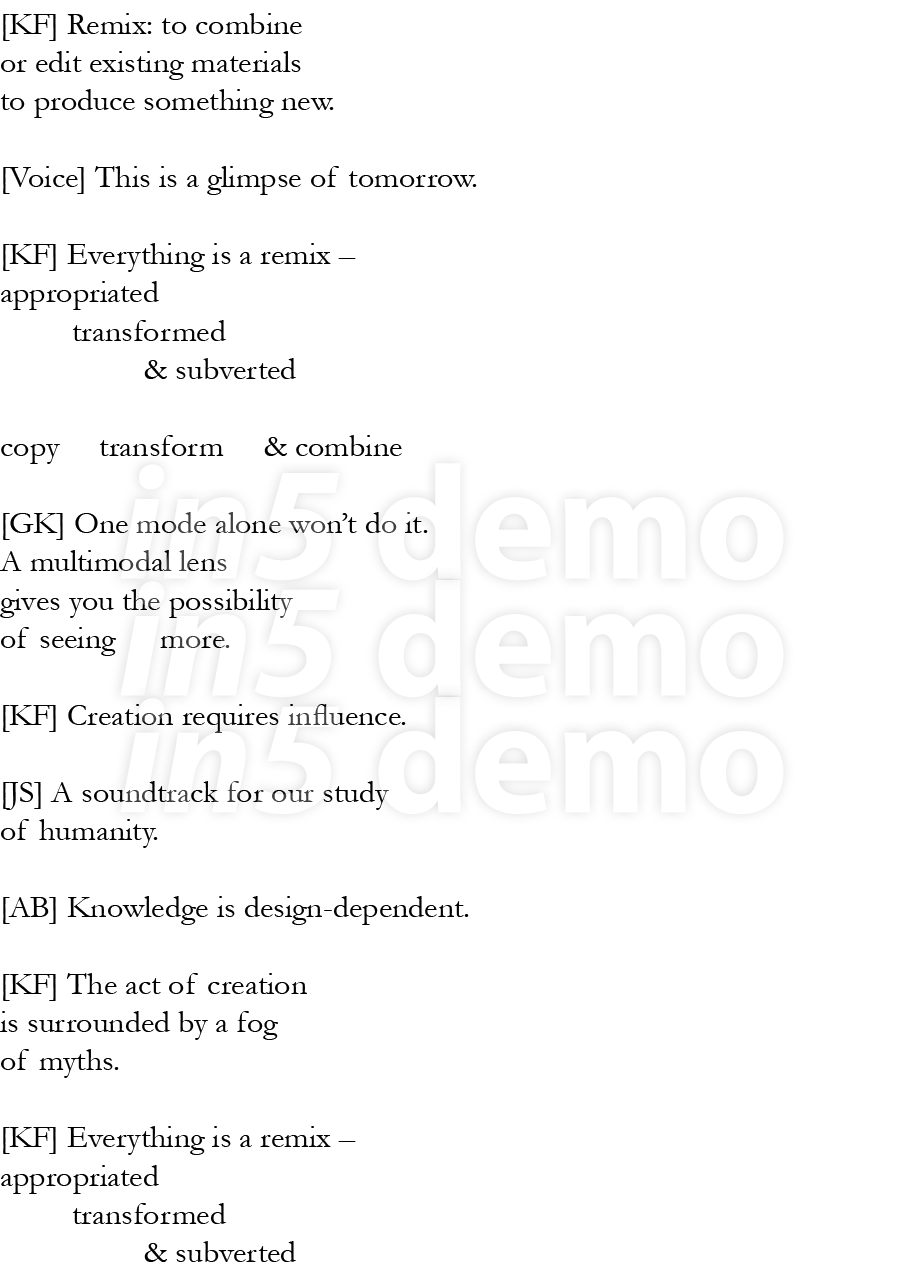 [KF] Remix: to combine
or edit existing materials
to produce something new.
[Voice] This is a glimpse of tomorrow.
[KF] Everything is a remix –
appropriated
transformed
& subverted
copy transform & combine
[GK] One mode alone won’t do it.
A multimodal lens
gives you the possibility
of seeing more.
[KF] Creation requires influence.
[JS] A soundtrack for our study
of humanity.
[AB] Knowledge is design-dependent.
[KF] The act of creation
is surrounded by a fog
of myths.
[KF] Everything is a remix –
appropriated
transformed
& subverted
in5 demo
in5 demo
in5 demo